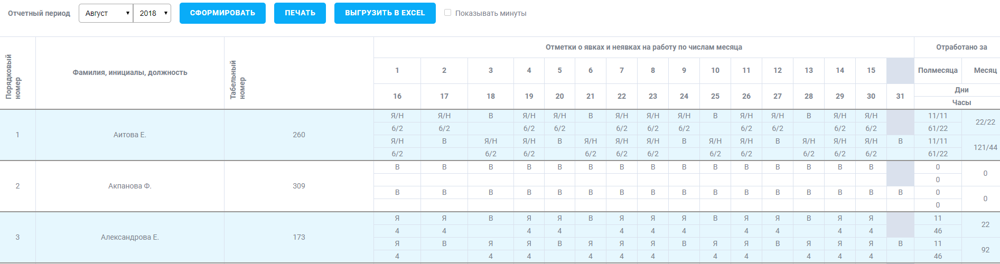 Отчетный период Август 2018 СФОРМИРОВАТЬ ПЕЧАТЬ ВЫГРУЗИТЬ В EXCEL Показывать минуты
Порядковый номер Фамилия, инициалы, должность Табельный номер Отметки о явках и неявках на работу по числам месяца Отработано за
1 2 3 4 5 6 7 8 9 10 11 12 13 14 15 Полмесяца Месяц
Дни
16 17 18 19 20 21 22 23 24 25 26 27 28 29 30 31
Часы
1 Аитова Е. 260
Я/Н Я/Н В Я/Н Я/Н В Я/Н Я/Н Я/Н В Я/Н Я/Н В Я/Н Я/Н 11/11 22/22
6/2 6/2 6/2 6/2 6/2 6/2 6/2 6/2 6/2 6/2 6/2 61/22
Я/Н В Я/Н Я/Н В Я/Н Я/Н Я/Н В Я/Н Я/Н В Я/Н Я/Н Я/Н В 11/11 121/44
6/2 6/2 6/2 6/2 6/2 6/2 6/2 6/2 6/2 6/2 6/2 61/22
2 Акпанова Ф. 309
В В В В В В В В В В В В В В В 0 0
0
В В В В В В В В В В В В В В В В 0 0
0
3 Александрова Е. 173
Я Я В Я Я В Я Я Я В Я Я В Я Я 11 22
4 4 4 4 4 4 4 4 4 4 4 46
Я В Я Я В Я Я Я В Я Я В Я Я Я В 11 92
4 4 4 4 4 4 4 4 4 4 4 46